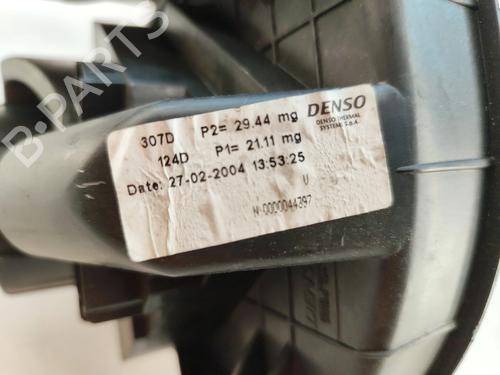 B-PARTS
307D P2= 29.44 mg DENSO
124D P1= 21.11 mg DENSO THERMAL
SYSTEMS S.p.A.
Date: 27-02-2004 13:53:25
U
N·0000044397